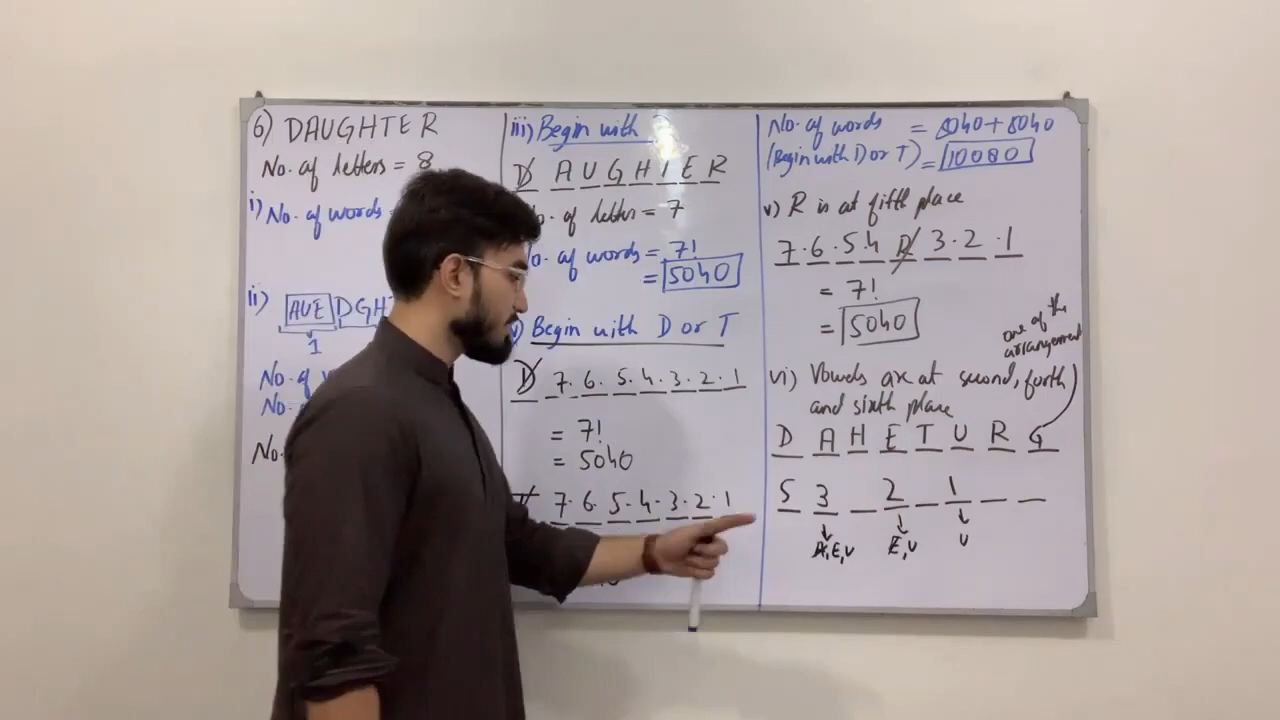 6) DAUGHTER
No. of letters = 8
i) No. of words
ii) AUE DGH
1
No. of
No.
No.
iii) Begin with
D A U G H T E R
No. of letters = 7
No. of words = 7!
= 5040
v) Begin with D or T
D 7.6.5.4.3.2.1
= 7!
= 5040
T 7.6.5.4.3.2.1
No. of words = 5040 + 5040
(Begin with D or T) = 10080
v) R is at fifth place
7.6.5.4 R 3.2.1
= 7!
= 5040
one of the
arrangement
vi) Vowels are at second, forth
and sixth place
D A H E T U R G
5 3 _ 2 _ 1 _ _
A,E,U E,U U